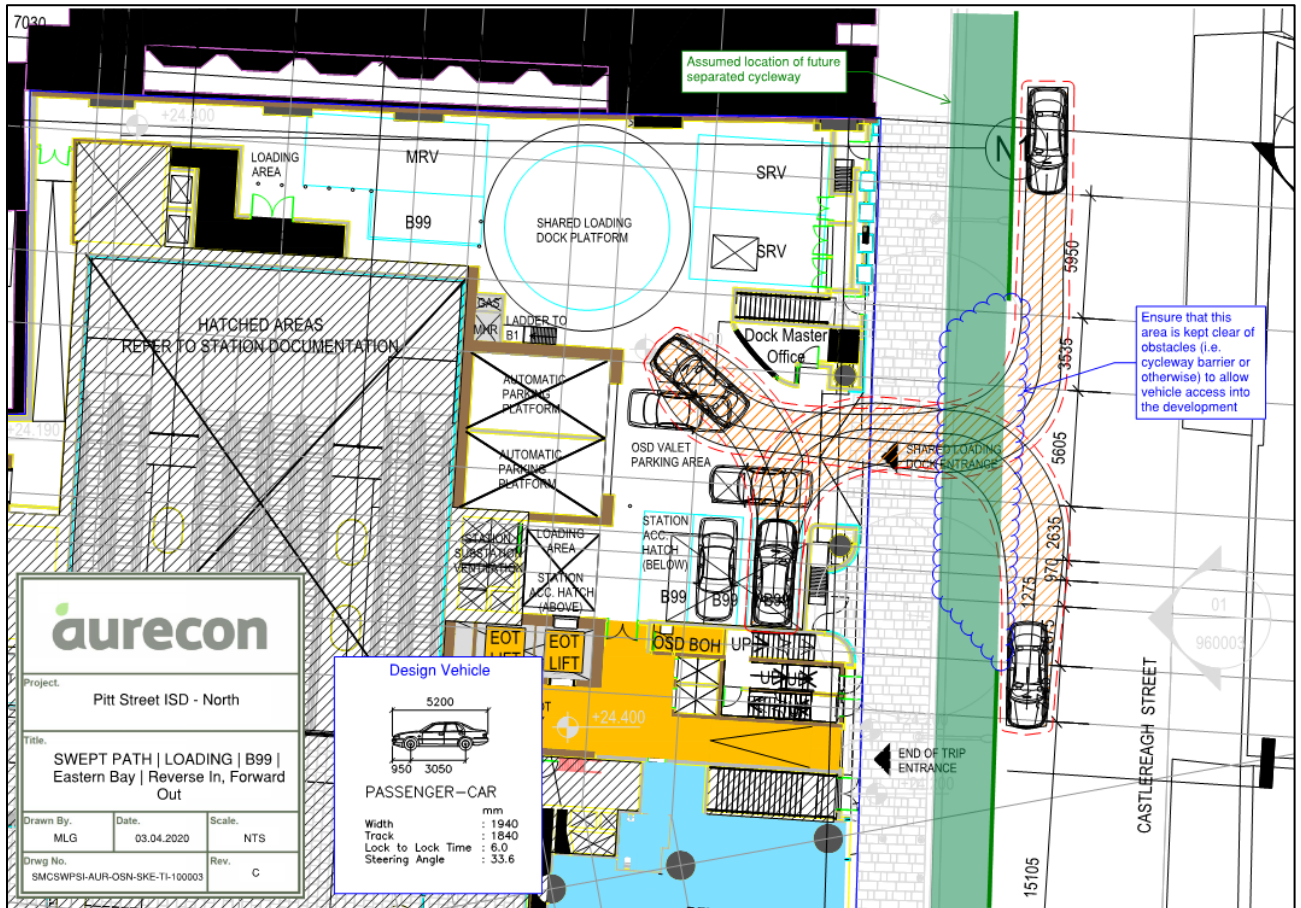 7030
Assumed location of future
separated cycleway
+24.400
LOADING
AREA
MRV
B99
SHARED LOADING
DOCK PLATFORM
SRV
SRV
N1
5950
3535
5605
2635
970
1275
15105
Ensure that this
area is kept clear of
obstacles (i.e.
cycleway barrier or
otherwise) to allow
vehicle access into
the development
HATCHED AREAS
REFER TO STATION DOCUMENTATION
GAS
MHR
LADDER TO
B1
Dock Master
Office
AUTOMATIC
PARKING
PLATFORM
AUTOMATIC
PARKING
PLATFORM
OSD VALET
PARKING AREA
SHARED LOADING
DOCK ENTRANCE
+24.190
STATION
SUBSTATION
VENTILATION
LOADING
AREA
STATION
ACC. HATCH
(ABOVE)
STATION
ACC.
HATCH
(BELOW)
B99
B99
B99
EOT
LIFT
EOT
LIFT
OSD BOH
UP
+24.400
END OF TRIP
ENTRANCE
01
960003
CASTLEREAGH STREET
aurecon
Project.
Pitt Street ISD - North
Title.
SWEPT PATH | LOADING | B99 |
Eastern Bay | Reverse In, Forward
Out
Drawn By.
MLG
Date.
03.04.2020
Scale.
NTS
Drwg No.
SMCSWPSI-AUR-OSN-SKE-TI-100003
Rev.
C
Design Vehicle
5200
950
3050
PASSENGER-CAR
mm
Width : 1940
Track : 1840
Lock to Lock Time : 6.0
Steering Angle : 33.6